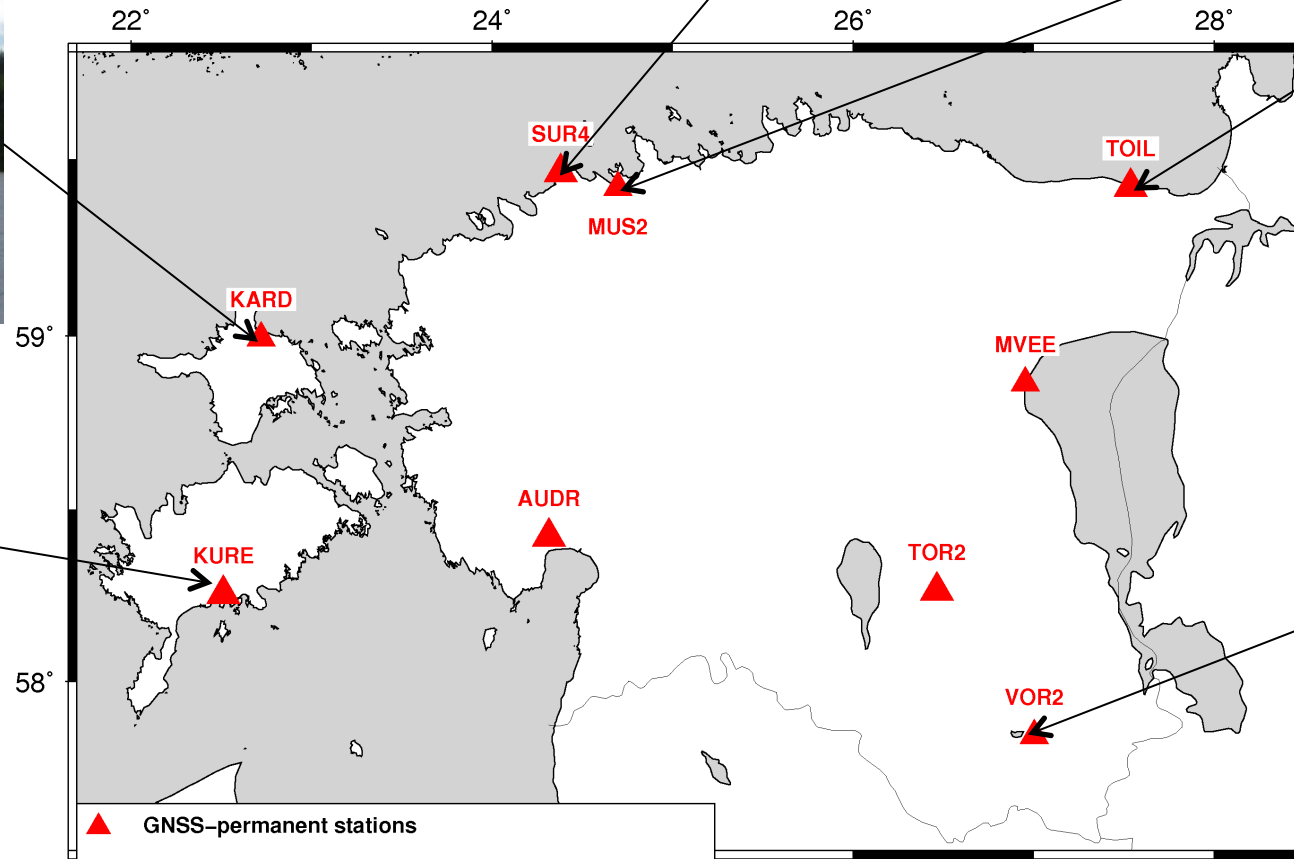 22° 24° 26° 28°
SUR4
TOIL
MUS2
KARD
59°
MVEE
AUDR
KURE
TOR2
58°
VOR2
GNSS−permanent stations